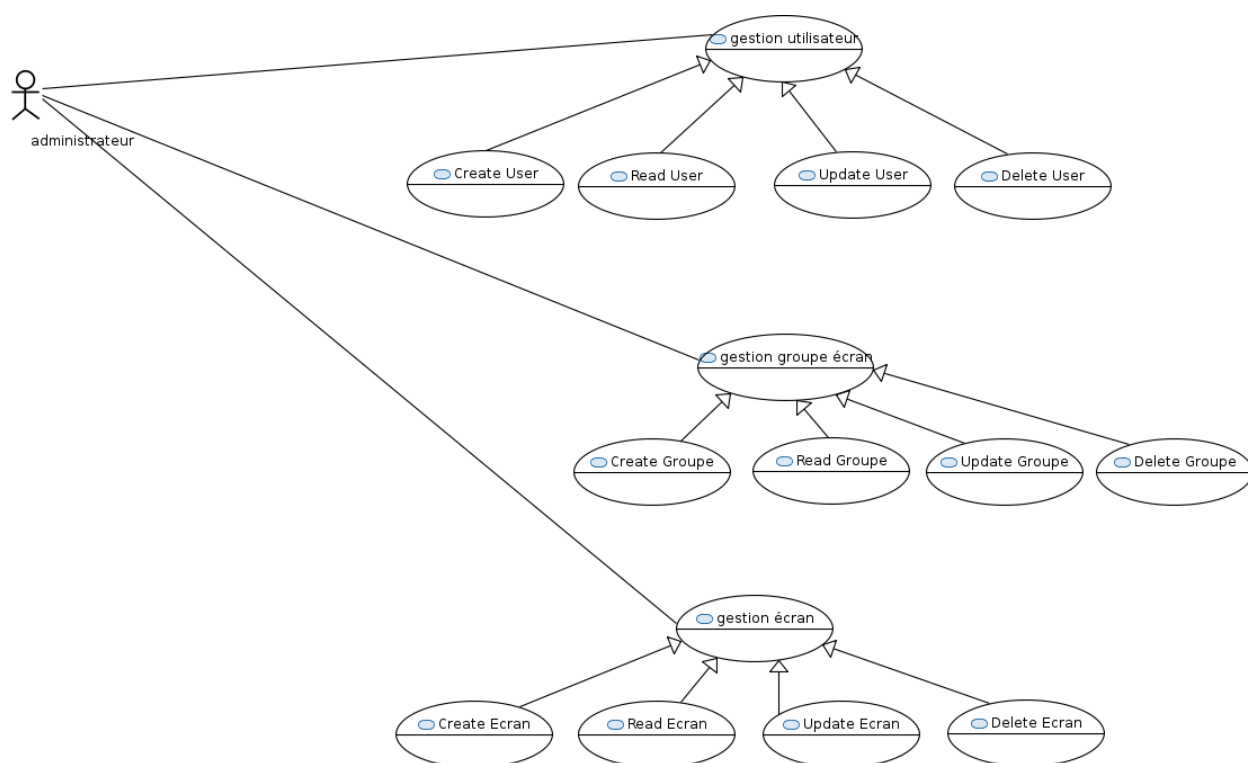 gestion utilisateur
administrateur
Create User
Read User
Update User
Delete User
gestion groupe écran
Create Groupe
Read Groupe
Update Groupe
Delete Groupe
gestion écran
Create Ecran
Read Ecran
Update Ecran
Delete Ecran